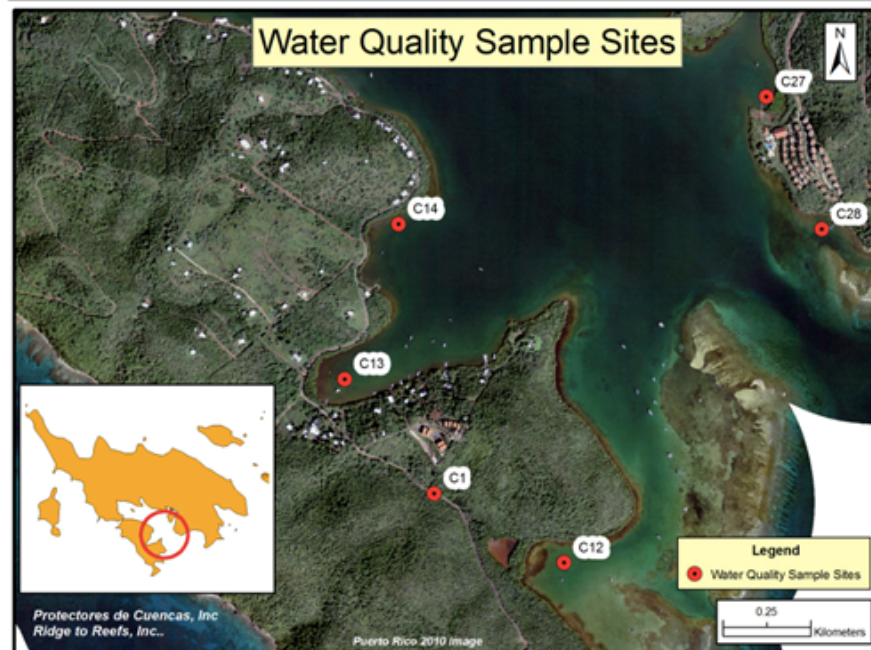 Water Quality Sample Sites
N
C27
C14
C28
C13
C1
C12
Legend
Water Quality Sample Sites
0.25
Kilometers
Protectores de Cuencas, Inc
Ridge to Reefs, Inc..
Puerto Rico 2010 Image